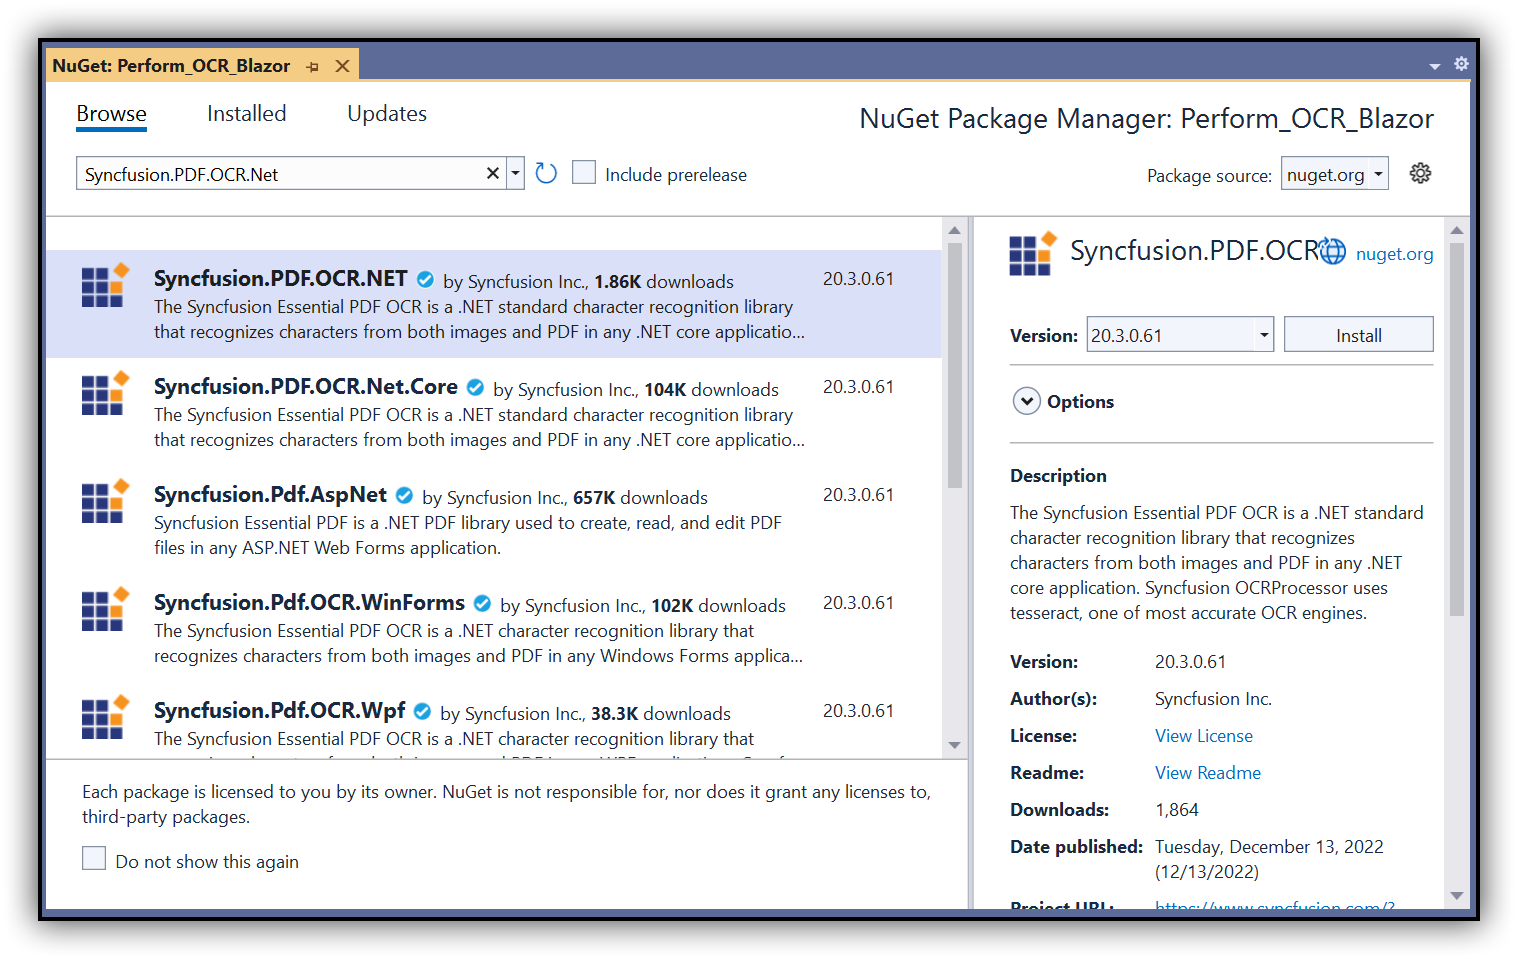 NuGet: Perform_OCR_Blazor
Browse Installed Updates
NuGet Package Manager: Perform_OCR_Blazor
Syncfusion.PDF.OCR.Net
Include prerelease
Package source: nuget.org
Syncfusion.PDF.OCR.NET by Syncfusion Inc., 1.86K downloads 20.3.0.61
The Syncfusion Essential PDF OCR is a .NET standard character recognition library
that recognizes characters from both images and PDF in any .NET core applicatio...
Syncfusion.PDF.OCR.Net.Core by Syncfusion Inc., 104K downloads 20.3.0.61
The Syncfusion Essential PDF OCR is a .NET standard character recognition library
that recognizes characters from both images and PDF in any .NET core applicatio...
Syncfusion.Pdf.AspNet by Syncfusion Inc., 657K downloads 20.3.0.61
Syncfusion Essential PDF is a .NET PDF library used to create, read, and edit PDF
files in any ASP.NET Web Forms application.
Syncfusion.Pdf.OCR.WinForms by Syncfusion Inc., 102K downloads 20.3.0.61
The Syncfusion Essential PDF OCR is a .NET character recognition library that
recognizes characters from both images and PDF in any Windows Forms applica...
Syncfusion.Pdf.OCR.Wpf by Syncfusion Inc., 38.3K downloads 20.3.0.61
The Syncfusion Essential PDF OCR is a .NET character recognition library that
Each package is licensed to you by its owner. NuGet is not responsible for, nor does it grant any licenses to,
third-party packages.
Do not show this again
Syncfusion.PDF.OCR nuget.org
Version: 20.3.0.61 Install
Options
Description
The Syncfusion Essential PDF OCR is a .NET standard
character recognition library that recognizes
characters from both images and PDF in any .NET
core application. Syncfusion OCRProcessor uses
tesseract, one of most accurate OCR engines.
Version: 20.3.0.61
Author(s): Syncfusion Inc.
License: View License
Readme: View Readme
Downloads: 1,864
Date published: Tuesday, December 13, 2022
(12/13/2022)
Project URL: https://www.syncfusion.com/?